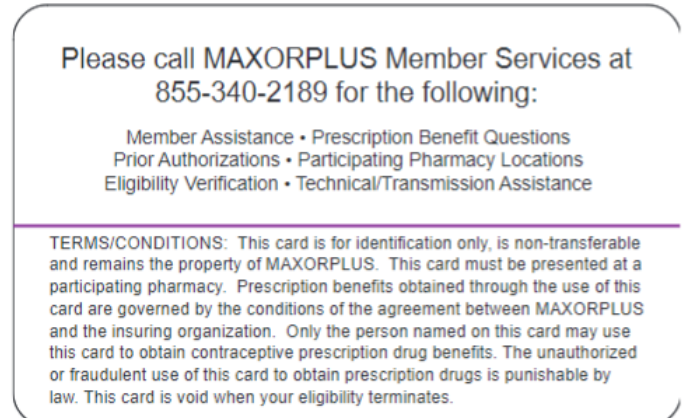 Please call MAXORPLUS Member Services at
855-340-2189 for the following:
Member Assistance • Prescription Benefit Questions
Prior Authorizations • Participating Pharmacy Locations
Eligibility Verification • Technical/Transmission Assistance
TERMS/CONDITIONS:  This card is for identification only, is non-transferable
and remains the property of MAXORPLUS.  This card must be presented at a
participating pharmacy.  Prescription benefits obtained through the use of this
card are governed by the conditions of the agreement between MAXORPLUS
and the insuring organization.  Only the person named on this card may use
this card to obtain contraceptive prescription drug benefits. The unauthorized
or fraudulent use of this card to obtain prescription drugs is punishable by
law. This card is void when your eligibility terminates.